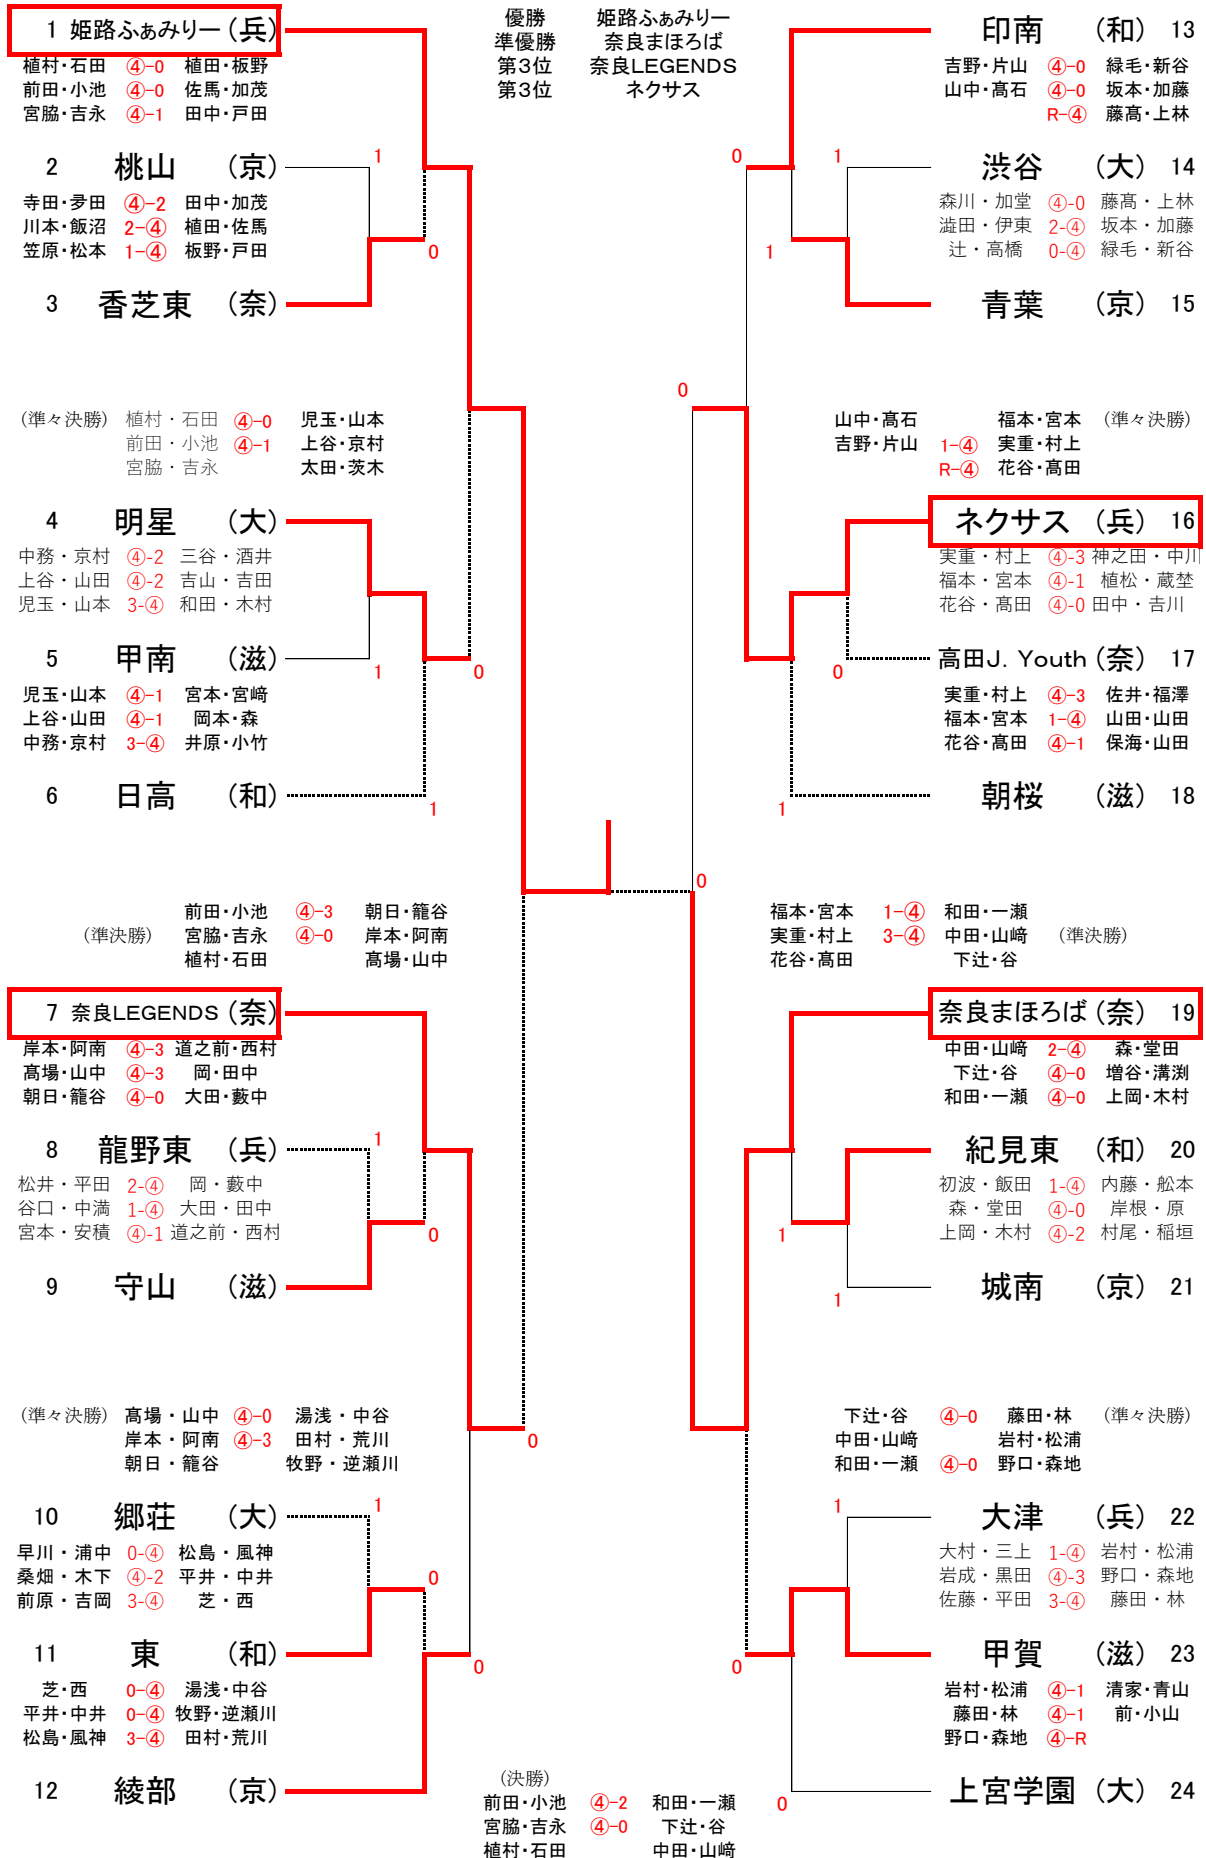 優勝 姫路ふぁみりー
準優勝 奈良まほろば
第3位 奈良LEGENDS
第3位 ネクサス
1 姫路ふぁみりー (兵)
植村・石田 ④-0 植田・板野
前田・小池 ④-0 佐馬・加茂
宮脇・吉永 ④-1 田中・戸田
1
2 桃山 (京)
寺田・夛田 ④-2 田中・加茂
川本・飯沼 2-④ 植田・佐馬
笠原・松本 1-④ 板野・戸田
0
3 香芝東 (奈)
(準々決勝) 植村・石田 ④-0 児玉・山本
前田・小池 ④-1 上谷・京村
宮脇・吉永 太田・茨木
4 明星 (大)
中務・京村 ④-2 三谷・酒井
上谷・山田 ④-2 吉山・吉田
児玉・山本 3-④ 和田・木村
5 甲南 (滋)
1
0
児玉・山本 ④-1 宮本・宮﨑
上谷・山田 ④-1 岡本・森
中務・京村 3-④ 井原・小竹
6 日高 (和)
1
前田・小池 ④-3 朝日・籠谷
(準決勝) 宮脇・吉永 ④-0 岸本・阿南
植村・石田 髙場・山中
7 奈良LEGENDS (奈)
岸本・阿南 ④-3 道之前・西村
髙場・山中 ④-3 岡・田中
朝日・籠谷 ④-0 大田・藪中
1
8 龍野東 (兵)
松井・平田 2-④ 岡・藪中
谷口・中満 1-④ 大田・田中
宮本・安積 ④-1 道之前・西村
0
9 守山 (滋)
(準々決勝) 髙場・山中 ④-0 湯浅・中谷
岸本・阿南 ④-3 田村・荒川
朝日・籠谷 牧野・逆瀬川
0
1
10 郷荘 (大)
早川・浦中 0-④ 松島・風神
桑畑・木下 ④-2 平井・中井
前原・吉岡 3-④ 芝・西
0
11 東 (和)
0
芝・西 0-④ 湯浅・中谷
平井・中井 0-④ 牧野・逆瀬川
松島・風神 3-④ 田村・荒川
12 綾部 (京)
(決勝)
前田・小池 ④-2 和田・一瀬
宮脇・吉永 ④-0 下辻・谷
植村・石田 中田・山﨑
印南 (和) 13
吉野・片山 ④-0 緑毛・新谷
山中・髙石 ④-0 坂本・加藤
R-④ 藤髙・上林
0
1
渋谷 (大) 14
森川・加堂 ④-0 藤髙・上林
澁田・伊東 2-④ 坂本・加藤
辻・高橋 0-④ 緑毛・新谷
1
青葉 (京) 15
0
山中・髙石 福本・宮本 (準々決勝)
吉野・片山 1-④ 実重・村上
R-④ 花谷・髙田
ネクサス (兵) 16
実重・村上 ④-3 神之田・中川
福本・宮本 ④-1 植松・蔵埜
花谷・髙田 ④-0 田中・𠮷川
0
高田J. Youth (奈) 17
実重・村上 ④-3 佐井・福澤
福本・宮本 1-④ 山田・山田
花谷・髙田 ④-1 保海・山田
1
朝桜 (滋) 18
0
福本・宮本 1-④ 和田・一瀬
実重・村上 3-④ 中田・山﨑 (準決勝)
花谷・髙田 下辻・谷
奈良まほろば (奈) 19
中田・山﨑 2-④ 森・堂田
下辻・谷 ④-0 増谷・溝渕
和田・一瀬 ④-0 上岡・木村
紀見東 (和) 20
初波・飯田 1-④ 内藤・舩本
森・堂田 ④-0 岸根・原
上岡・木村 ④-2 村尾・稲垣
1
城南 (京) 21
1
下辻・谷 ④-0 藤田・林 (準々決勝)
中田・山﨑 岩村・松浦
和田・一瀬 ④-0 野口・森地
1
大津 (兵) 22
大村・三上 1-④ 岩村・松浦
岩成・黒田 ④-3 野口・森地
佐藤・平田 3-④ 藤田・林
甲賀 (滋) 23
0
岩村・松浦 ④-1 清家・青山
藤田・林 ④-1 前・小山
野口・森地 ④-R
0
上宮学園 (大) 24